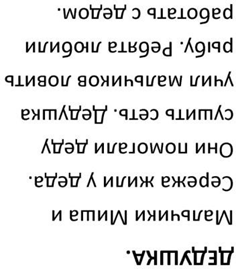 ДЕДУШКА.
Мальчики Миша и
Сережа жили у деда.
Они помогали деду
сушить сеть. Дедушка
учил мальчиков ловить
рыбу. Ребята любили
работать с дедом.